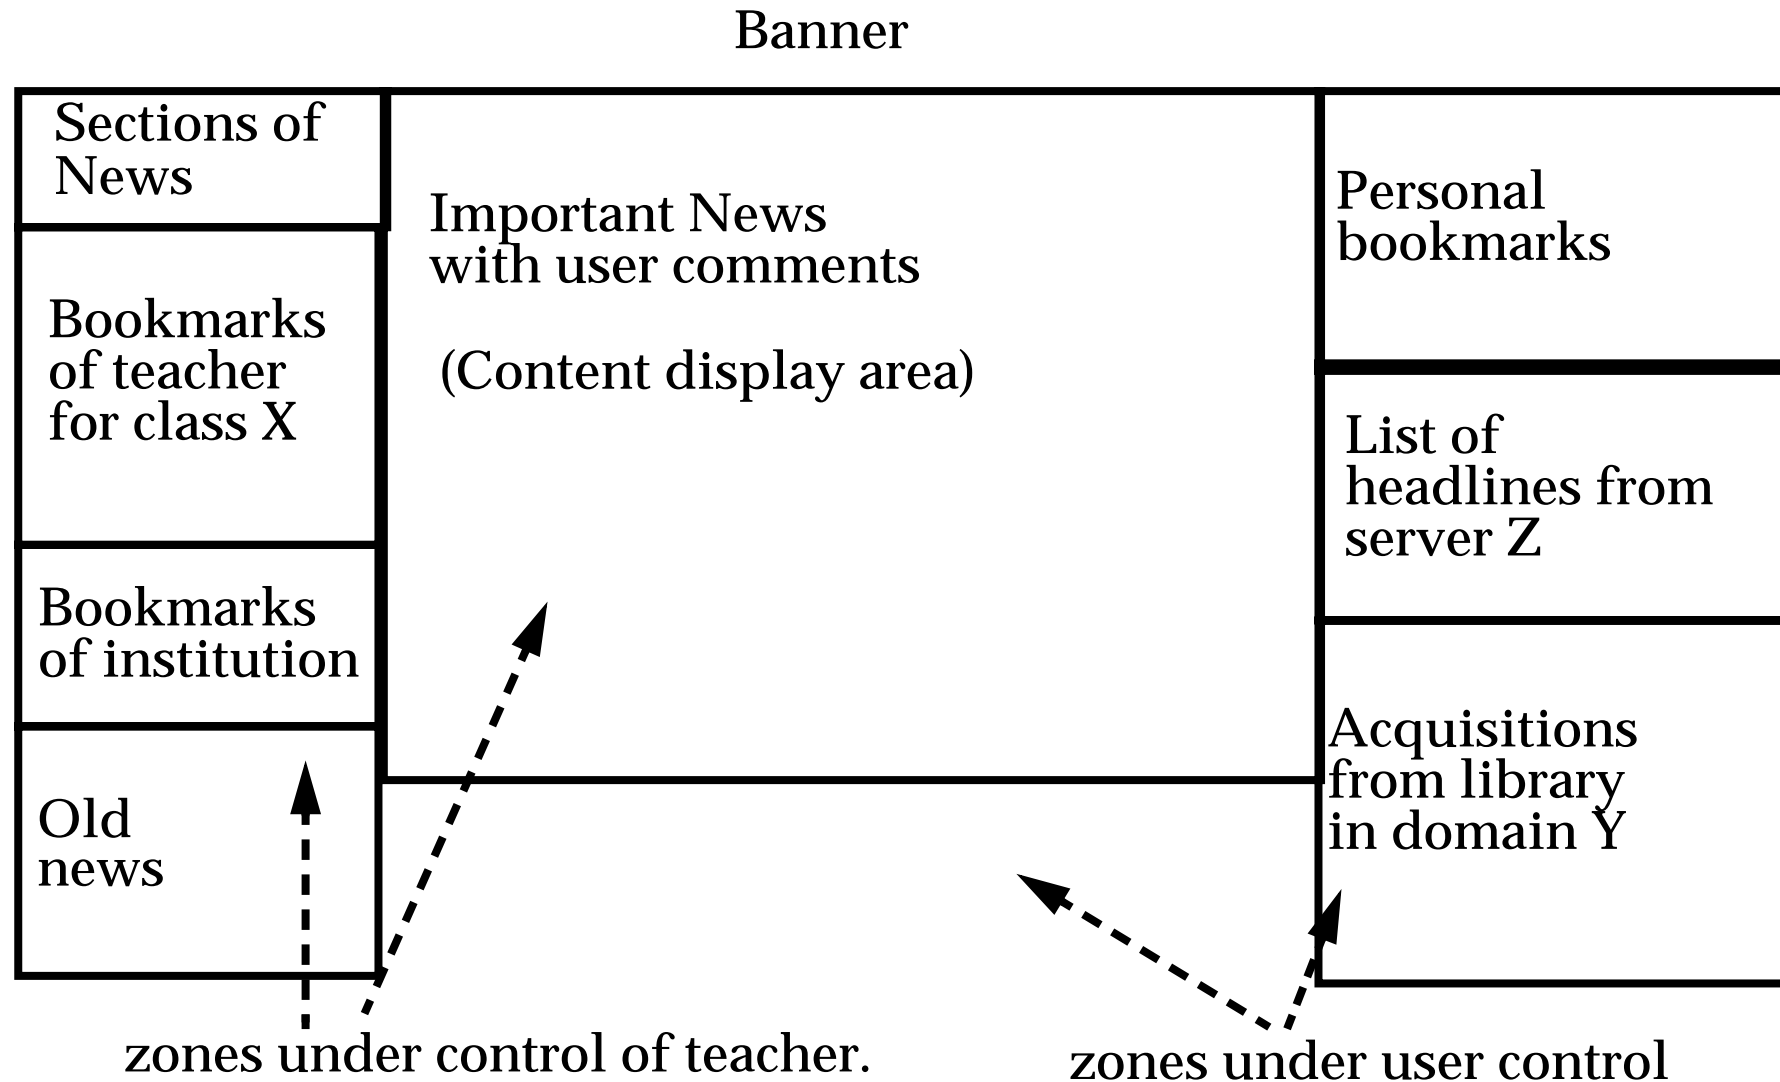 Banner
Sections of
News
Bookmarks
of teacher
for class X
Bookmarks
of institution
Old
news
Important News
with user comments
(Content display area)
Personal
bookmarks
List of
headlines from
server Z
Acquisitions
from library
in domain Y
zones under control of teacher.
zones under user control